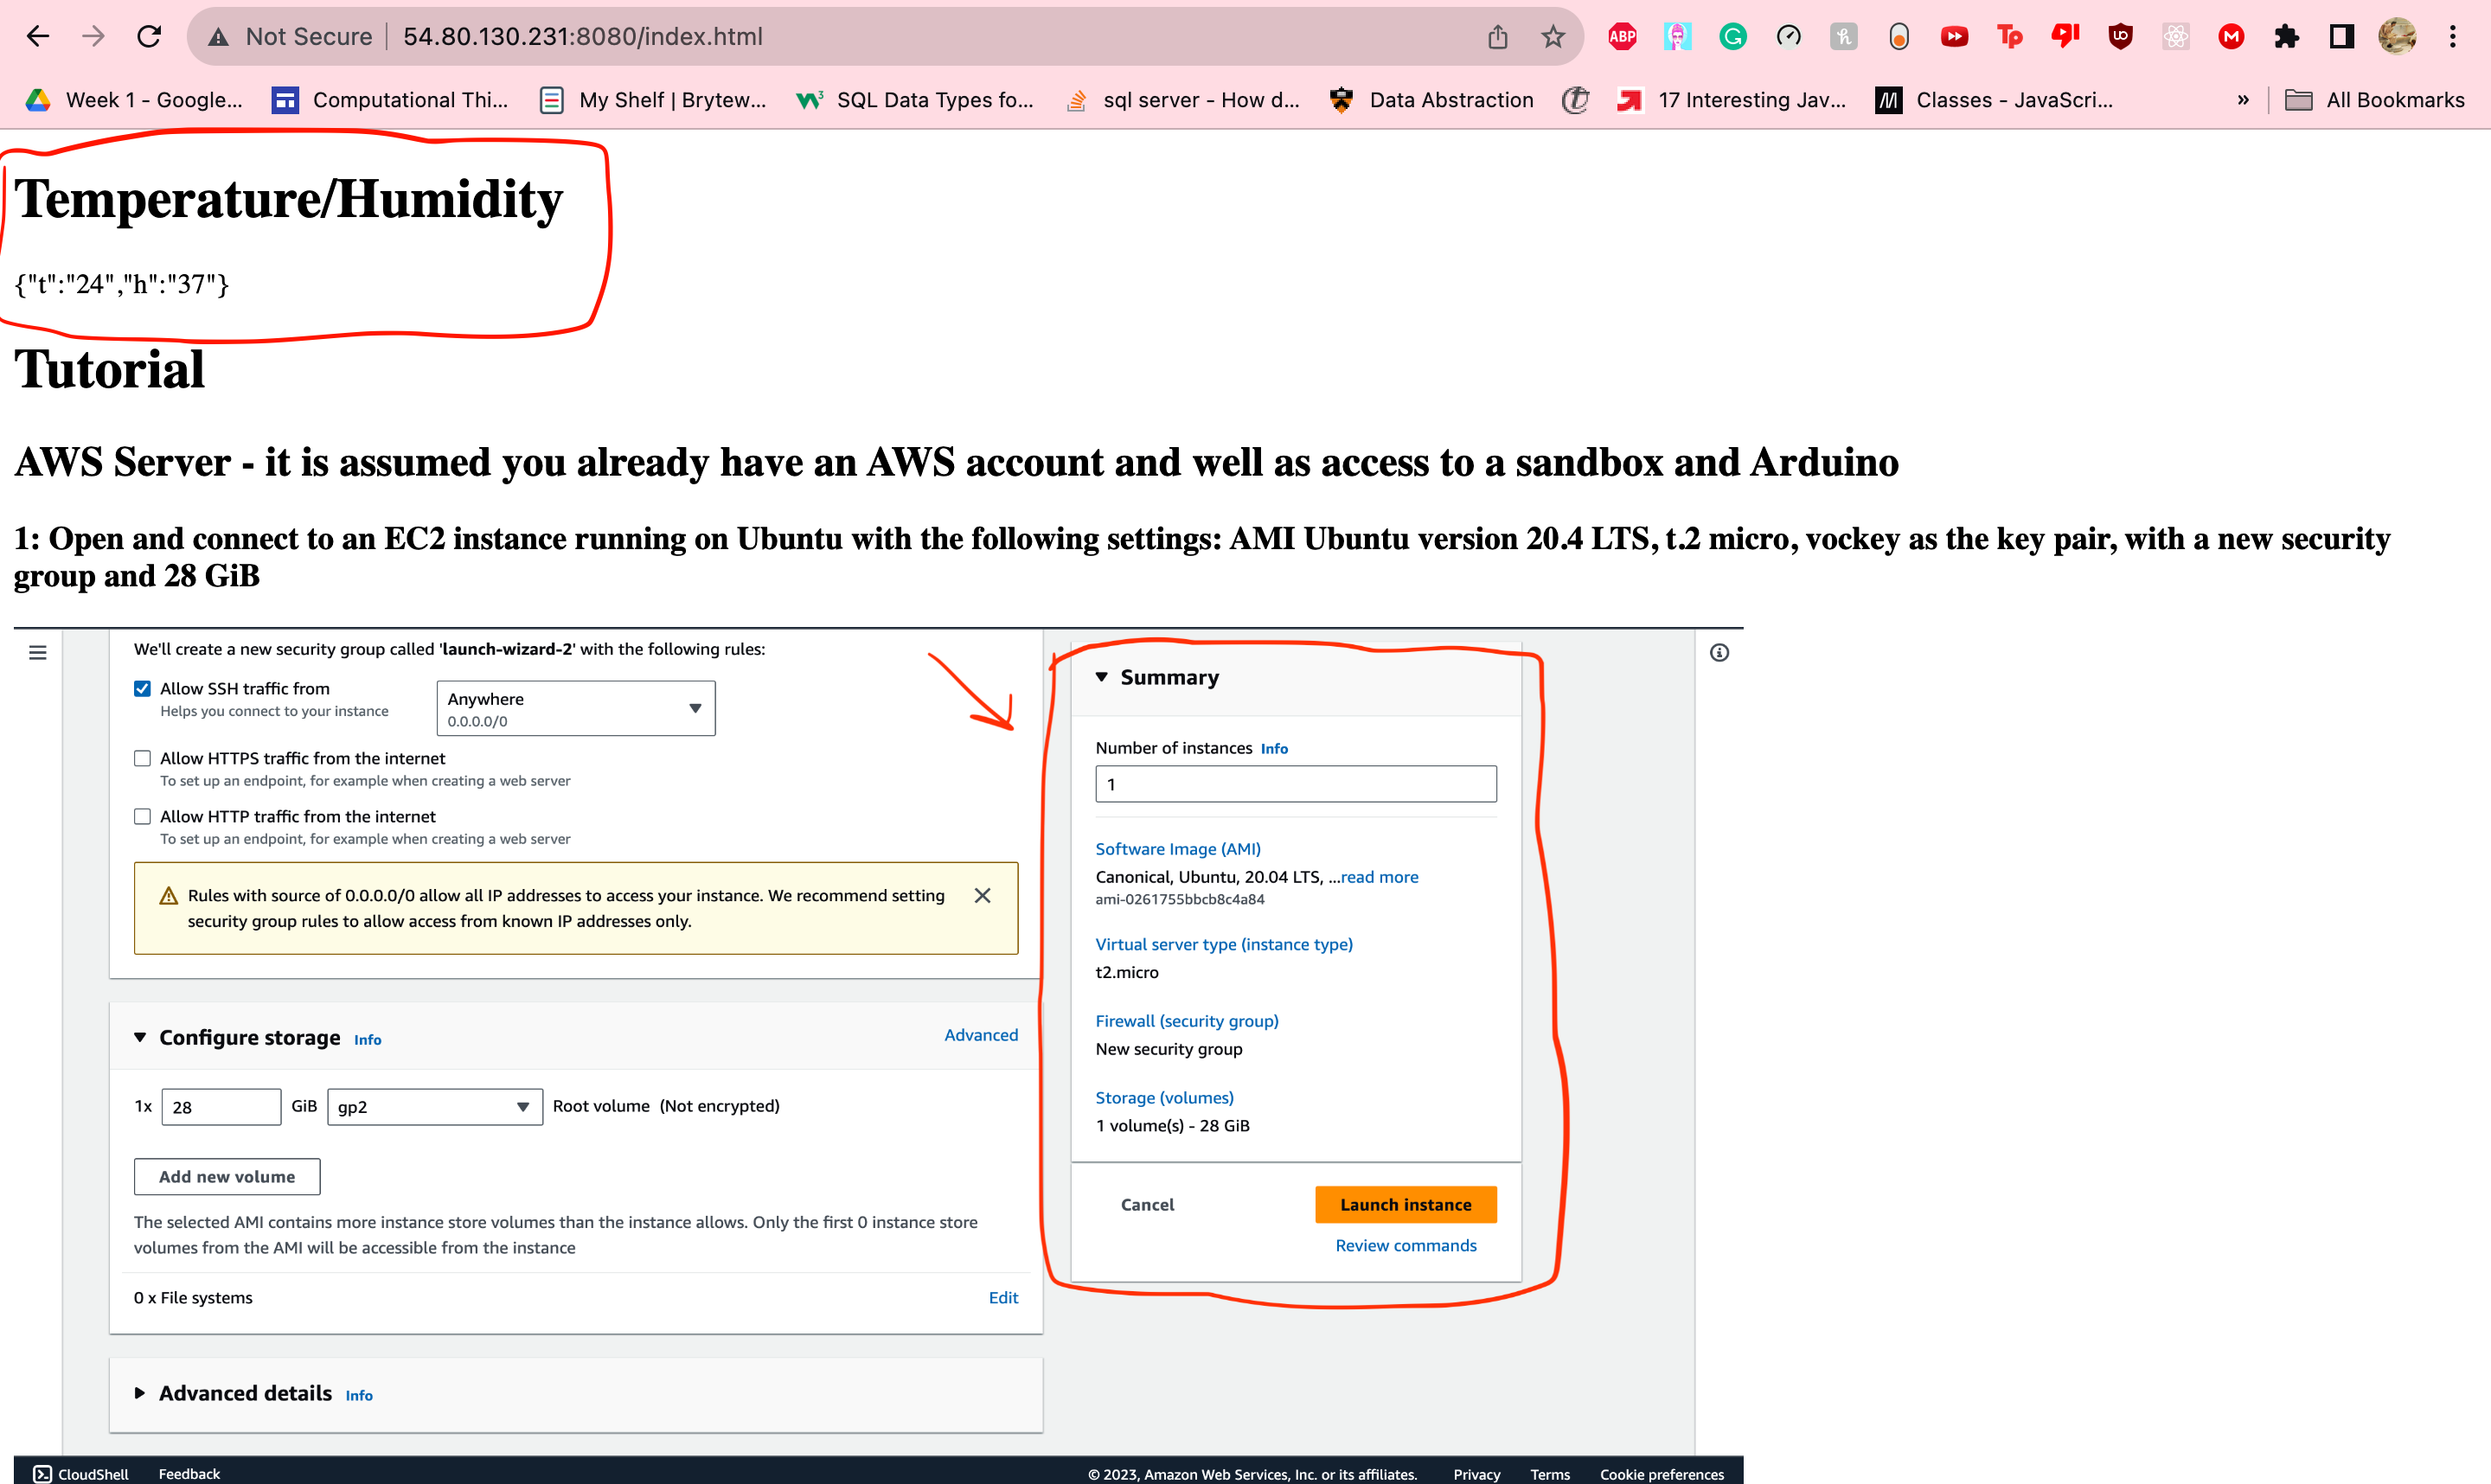 Not Secure 54.80.130.231:8080/index.html
ABP
Week 1 - Google... Computational Thi... My Shelf | Brytew... SQL Data Types fo... sql server - How d... Data Abstraction 17 Interesting Jav... Classes - JavaScri... » All Bookmarks
Temperature/Humidity
{"t":"24","h":"37"}
Tutorial
AWS Server - it is assumed you already have an AWS account and well as access to a sandbox and Arduino
1: Open and connect to an EC2 instance running on Ubuntu with the following settings: AMI Ubuntu version 20.4 LTS, t.2 micro, vockey as the key pair, with a new security
group and 28 GiB
We'll create a new security group called 'launch-wizard-2' with the following rules:
Allow SSH traffic from
Helps you connect to your instance
Anywhere
0.0.0.0/0
Allow HTTPS traffic from the internet
To set up an endpoint, for example when creating a web server
Allow HTTP traffic from the internet
To set up an endpoint, for example when creating a web server
Rules with source of 0.0.0.0/0 allow all IP addresses to access your instance. We recommend setting
security group rules to allow access from known IP addresses only.
Configure storage Info
Advanced
1x 28 GiB gp2 Root volume (Not encrypted)
Add new volume
The selected AMI contains more instance store volumes than the instance allows. Only the first 0 instance store
volumes from the AMI will be accessible from the instance
0 x File systems
Edit
Advanced details Info
Summary
Number of instances Info
1
Software Image (AMI)
Canonical, Ubuntu, 20.04 LTS, ...read more
ami-0261755bbcb8c4a84
Virtual server type (instance type)
t2.micro
Firewall (security group)
New security group
Storage (volumes)
1 volume(s) - 28 GiB
Cancel
Launch instance
Review commands
CloudShell Feedback
© 2023, Amazon Web Services, Inc. or its affiliates. Privacy Terms Cookie preferences